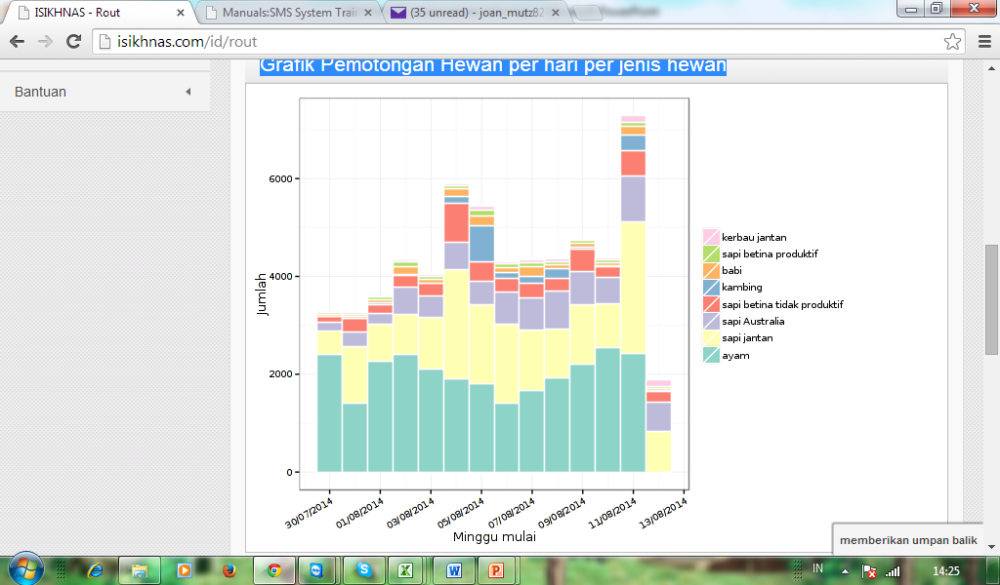 ISIKHNAS - Rout
Manuals:SMS System Trai
(35 unread) - joan_mutz82
isikhnas.com/id/rout
Grafik Pemotongan Hewan per hari per jenis hewan
Bantuan
6000
4000
2000
0
Jumlah
30/07/2014
01/08/2014
03/08/2014
05/08/2014
07/08/2014
09/08/2014
11/08/2014
13/08/2014
Minggu mulai
kerbau jantan
sapi betina produktif
babi
kambing
sapi betina tidak produktif
sapi Australia
sapi jantan
ayam
memberikan umpan balik
IN
14:25